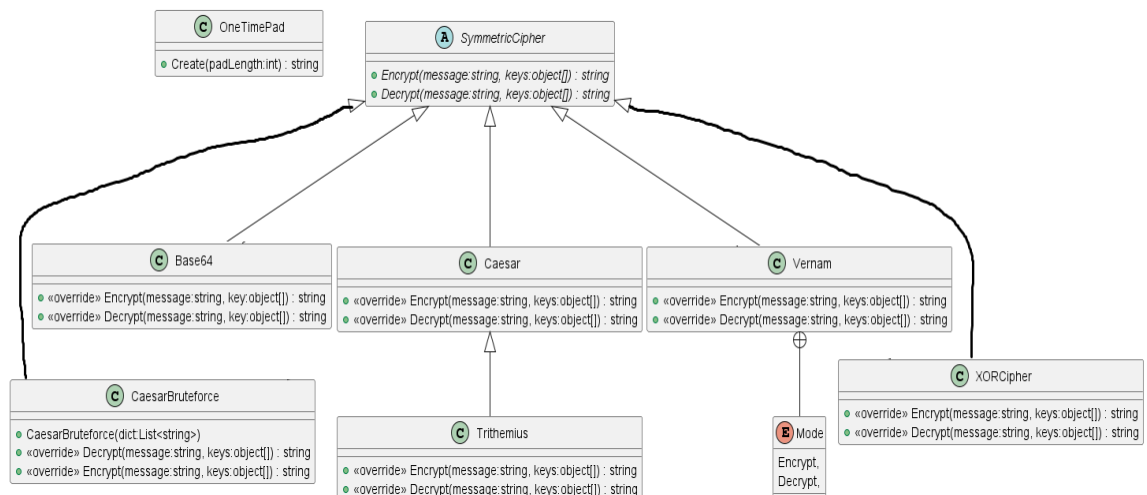 C OneTimePad
Create(padLength:int) : string
A SymmetricCipher
Encrypt(message:string, keys:object[]) : string
Decrypt(message:string, keys:object[]) : string
C Base64
«override» Encrypt(message:string, key:object[]) : string
«override» Decrypt(message:string, key:object[]) : string
C Caesar
«override» Encrypt(message:string, keys:object[]) : string
«override» Decrypt(message:string, keys:object[]) : string
C Vernam
«override» Encrypt(message:string, keys:object[]) : string
«override» Decrypt(message:string, keys:object[]) : string
C CaesarBruteforce
CaesarBruteforce(dict:List<string>)
«override» Decrypt(message:string, keys:object[]) : string
«override» Encrypt(message:string, keys:object[]) : string
C Trithemius
«override» Encrypt(message:string, keys:object[]) : string
«override» Decrypt(message:string, keys:object[]) : string
E Mode
Encrypt,
Decrypt,
C XORCipher
«override» Encrypt(message:string, keys:object[]) : string
«override» Decrypt(message:string, keys:object[]) : string